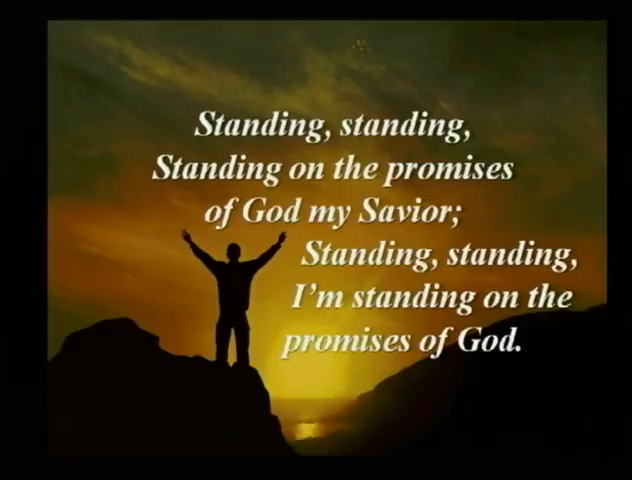 Standing, standing,
Standing on the promises
of God my Savior;
Standing, standing,
I'm standing on the
promises of God.